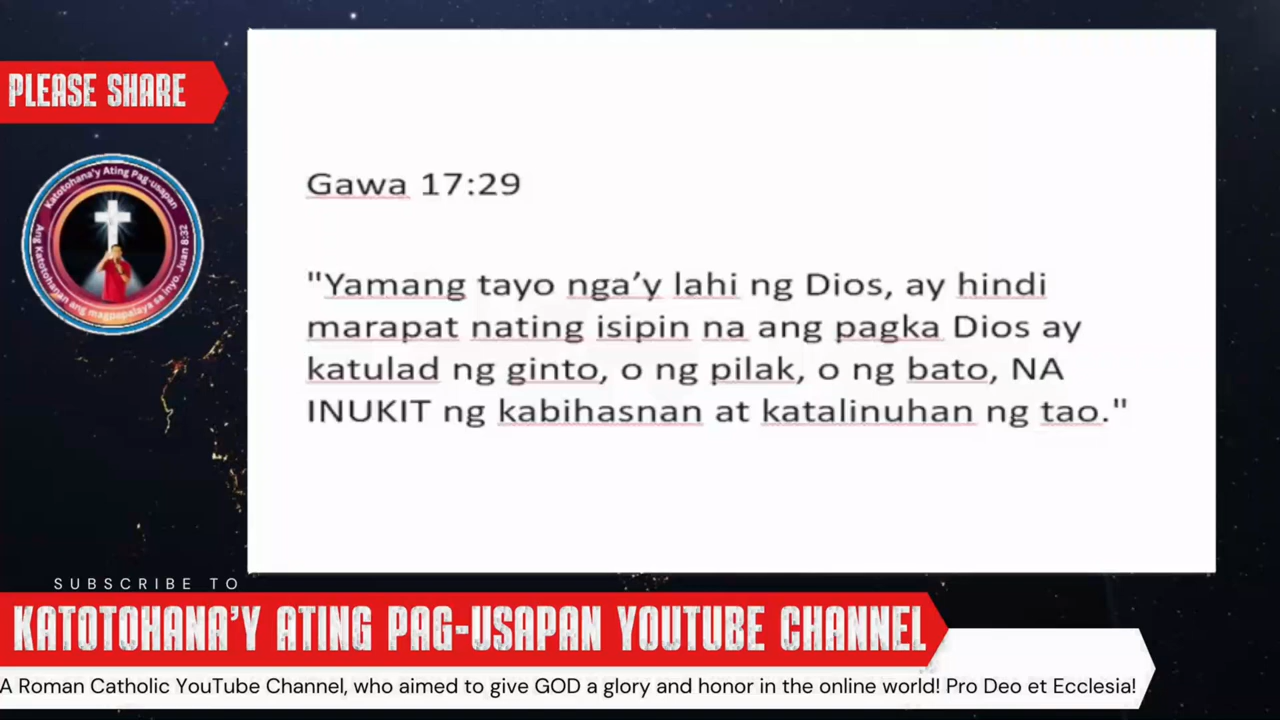 PLEASE SHARE
Katotohana'y Ating Pag-usapan
Ang Katotohanan ang magpapalaya sa inyo. Juan 8:32
Gawa 17:29
"Yamang tayo nga’y lahi ng Dios, ay hindi
marapat nating isipin na ang pagka Dios ay
katulad ng ginto, o ng pilak, o ng bato, NA
INUKIT ng kabihasnan at katalinuhan ng tao."
SUBSCRIBE TO
KATOTOHANA’Y ATING PAG-USAPAN YOUTUBE CHANNEL
A Roman Catholic YouTube Channel, who aimed to give GOD a glory and honor in the online world! Pro Deo et Ecclesia!